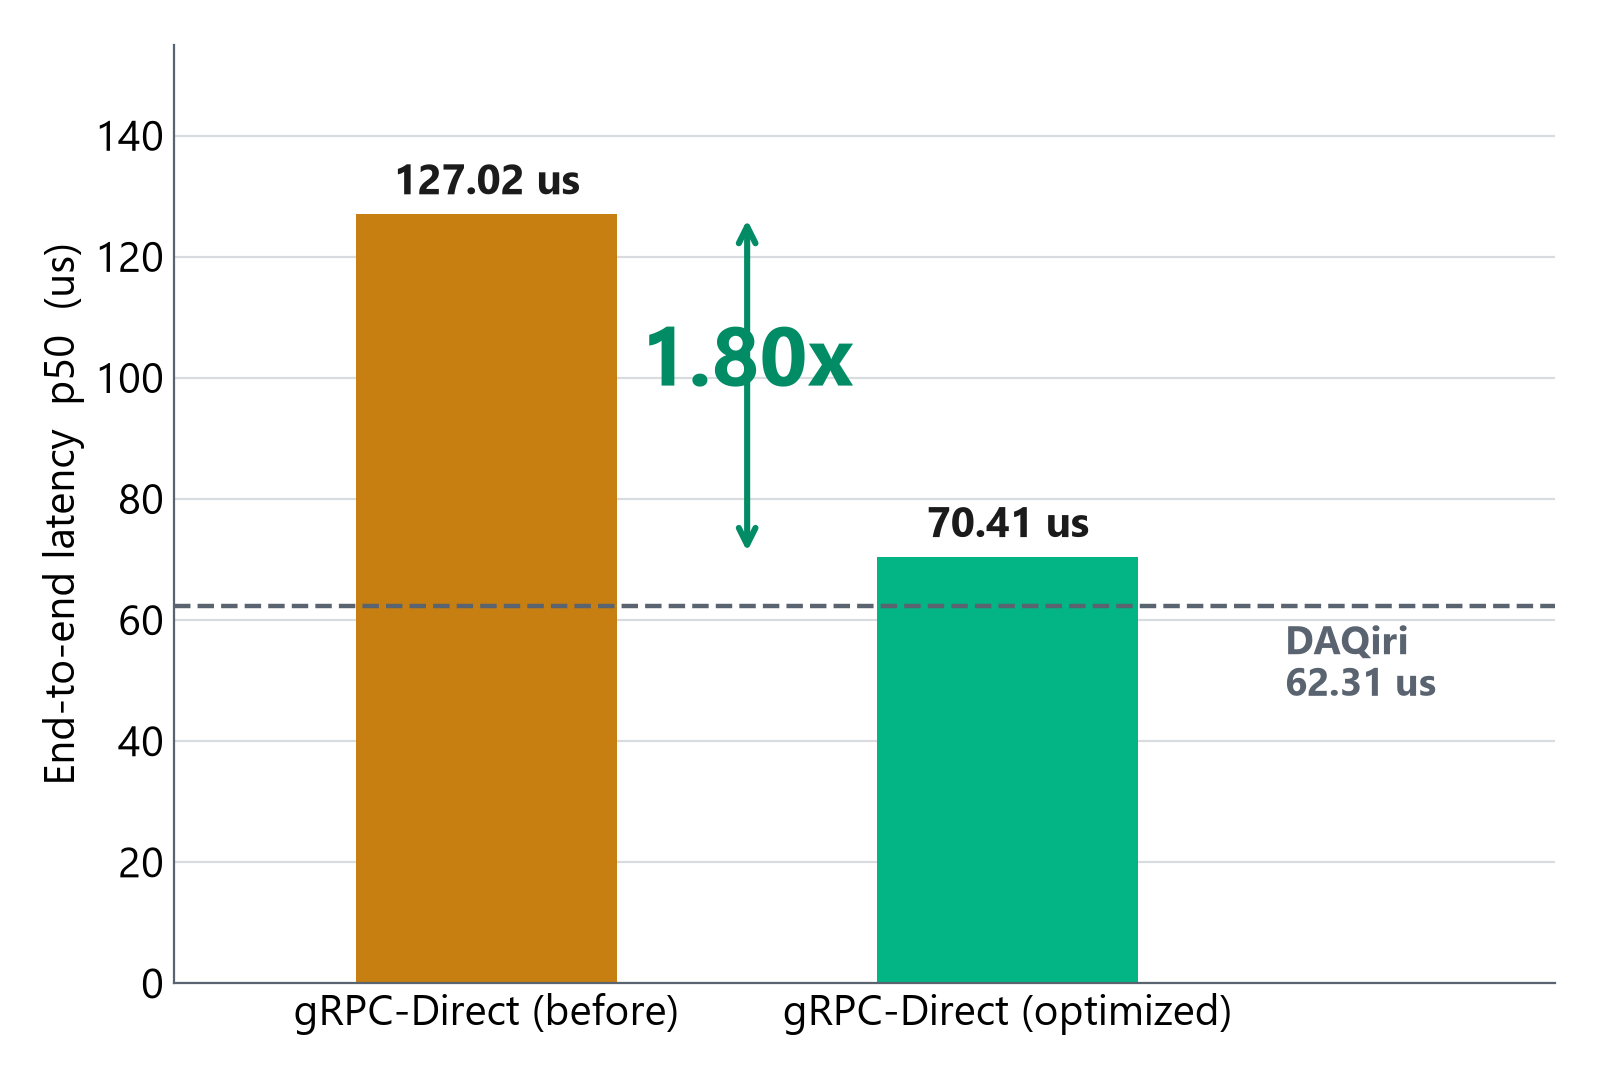 End-to-end latency p50 (us)
140
120
100
80
60
40
20
0
127.02 us
1.80x
70.41 us
DAQiri
62.31 us
gRPC-Direct (before)
gRPC-Direct (optimized)